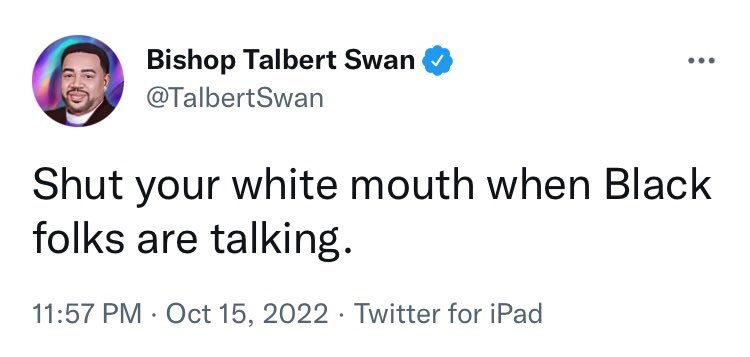 Bishop Talbert Swan
@TalbertSwan
Shut your white mouth when Black
folks are talking.
11:57 PM · Oct 15, 2022 · Twitter for iPad